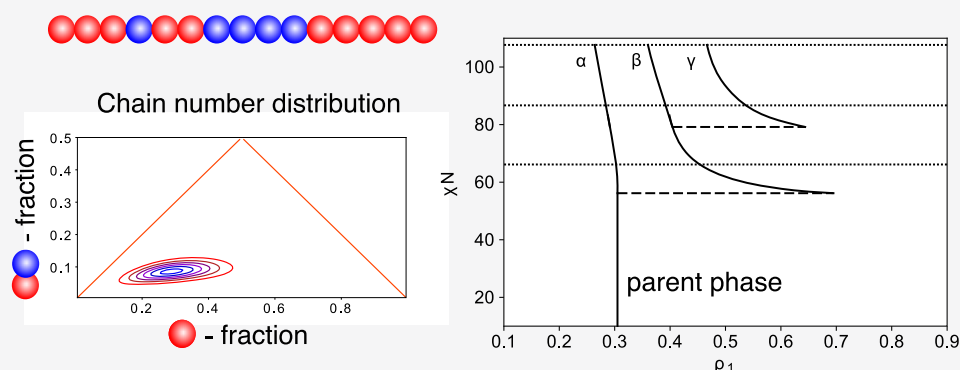 Chain number distribution
0.5
0.4
0.3
0.2
0.1
0.2 0.4 0.6 0.8
- fraction
- fraction
α β γ
100
80
60
40
20
χN
parent phase
0.1 0.2 0.3 0.4 0.5 0.6 0.7 0.8 0.9
ρ₁